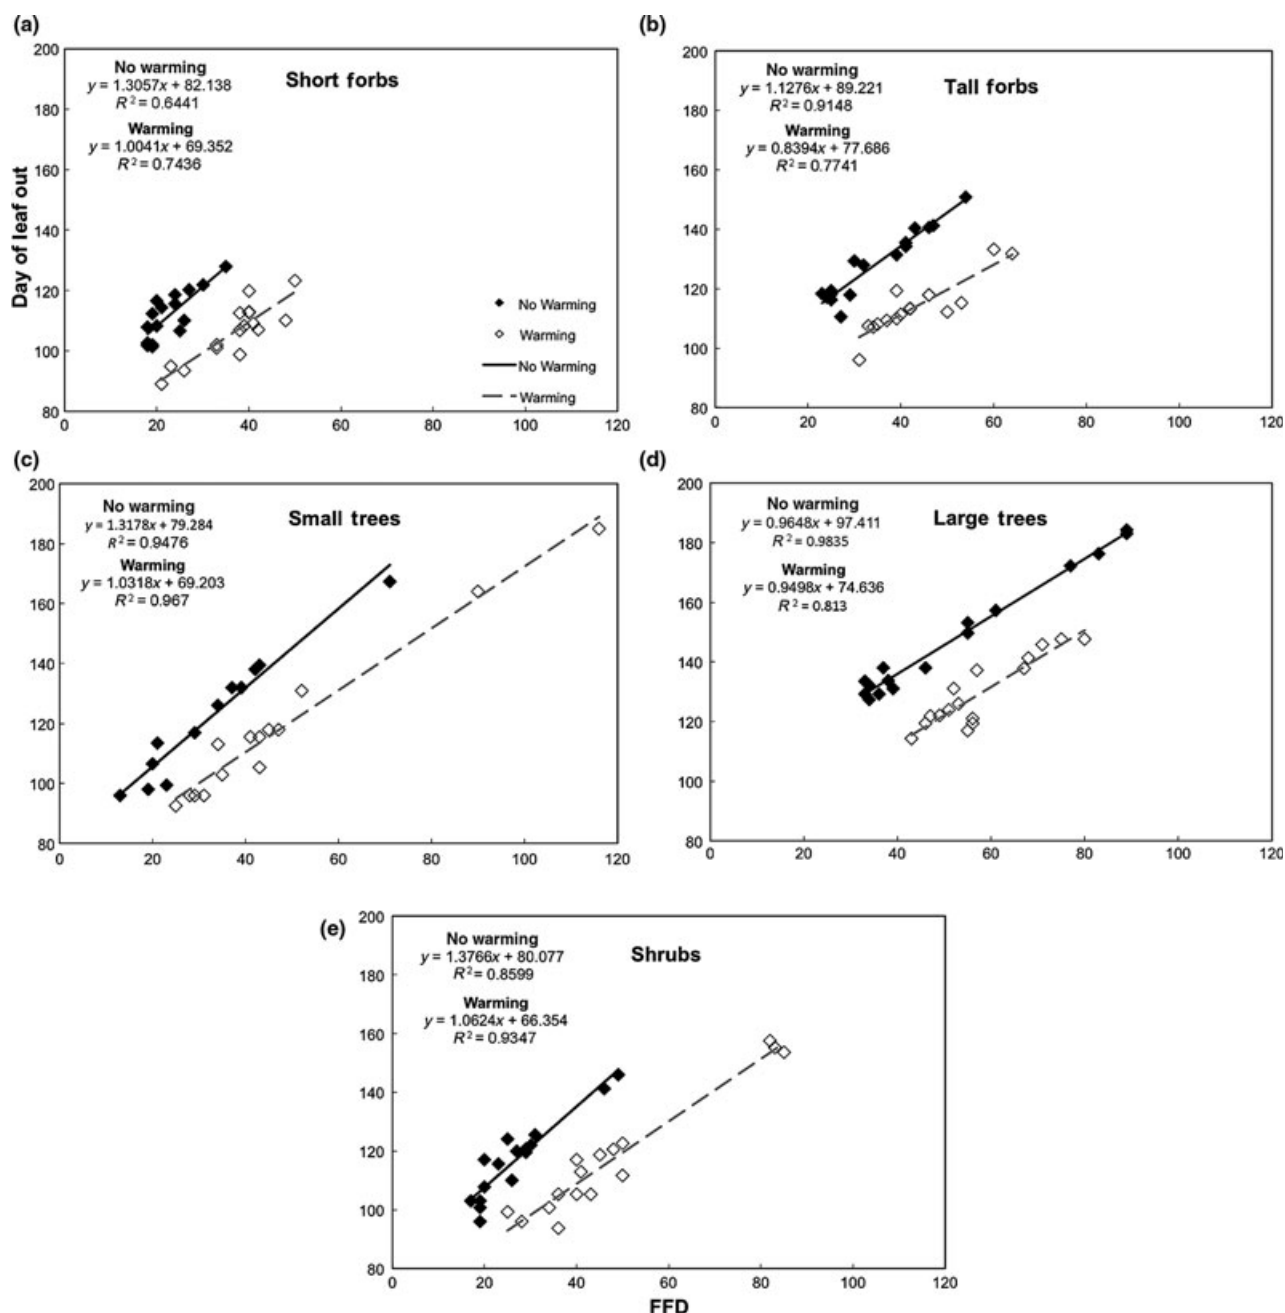 (a)
200
180
160
140
120
100
80
0
20
40
60
80
100
120
Day of leaf out
No warming
y = 1.3057x + 82.138
R² = 0.6441
Warming
y = 1.0041x + 69.352
R² = 0.7436
Short forbs
No Warming
Warming
No Warming
Warming
(b)
200
180
160
140
120
100
80
0
20
40
60
80
100
120
No warming
y = 1.1276x + 89.221
R² = 0.9148
Warming
y = 0.8394x + 77.686
R² = 0.7741
Tall forbs
(c)
200
180
160
140
120
100
80
0
20
40
60
80
100
120
No warming
y = 1.3178x + 79.284
R² = 0.9476
Warming
y = 1.0318x + 69.203
R² = 0.967
Small trees
(d)
200
180
160
140
120
100
80
0
20
40
60
80
100
120
No warming
y = 0.9648x + 97.411
R² = 0.9835
Warming
y = 0.9498x + 74.636
R² = 0.813
Large trees
(e)
200
180
160
140
120
100
80
0
20
40
60
80
100
120
No warming
y = 1.3766x + 80.077
R² = 0.8599
Warming
y = 1.0624x + 66.354
R² = 0.9347
Shrubs
FFD